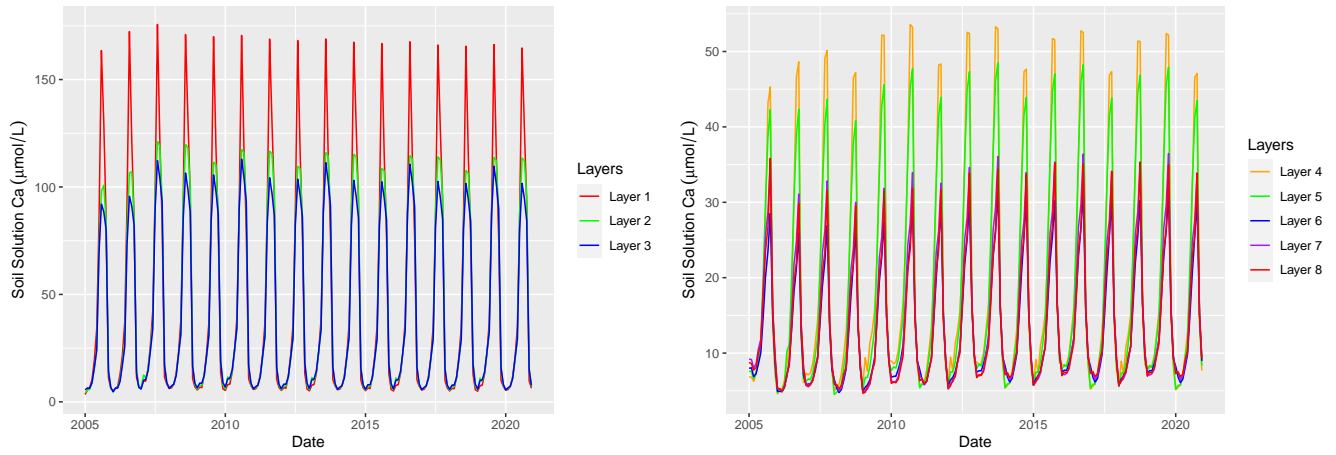 Soil Solution Ca (μmol/L)
150
100
50
0
2005
2010
2015
2020
Date
Layers
Layer 1
Layer 2
Layer 3
Soil Solution Ca (μmol/L)
50
40
30
20
10
2005
2010
2015
2020
Date
Layers
Layer 4
Layer 5
Layer 6
Layer 7
Layer 8